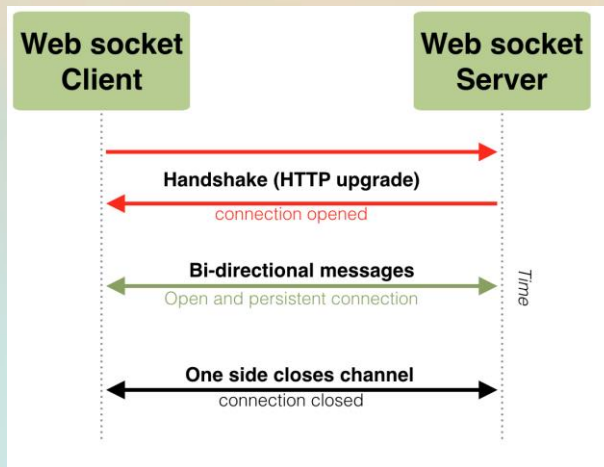 Web socket
Client
Web socket
Server
Handshake (HTTP upgrade)
connection opened
Bi-directional messages
Open and persistent connection
Time
One side closes channel
connection closed